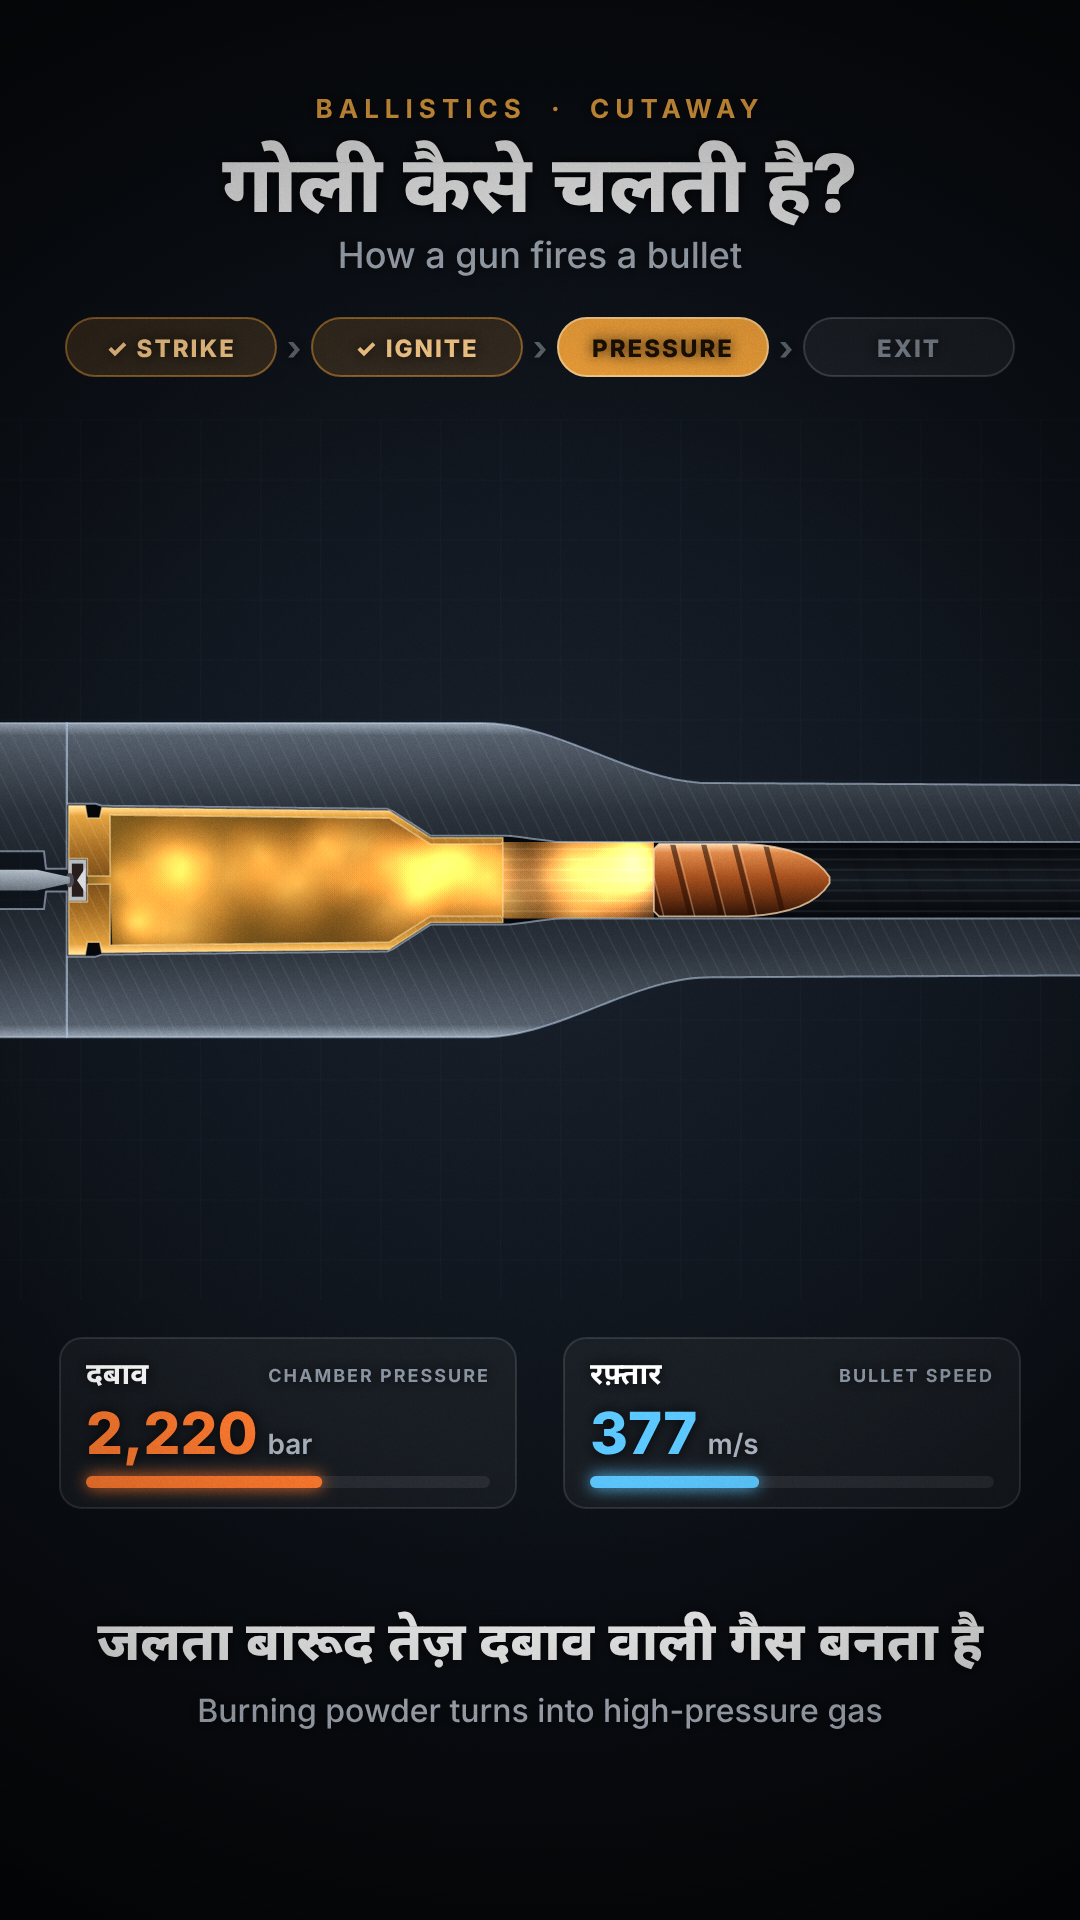 BALLISTICS · CUTAWAY
गोली कैसे चलती है?
How a gun fires a bullet
✓ STRIKE › ✓ IGNITE › PRESSURE › EXIT
दबाव CHAMBER PRESSURE
2,220 bar
रफ़्तार BULLET SPEED
377 m/s
जलता बारूद तेज़ दबाव वाली गैस बनता है
Burning powder turns into high-pressure gas